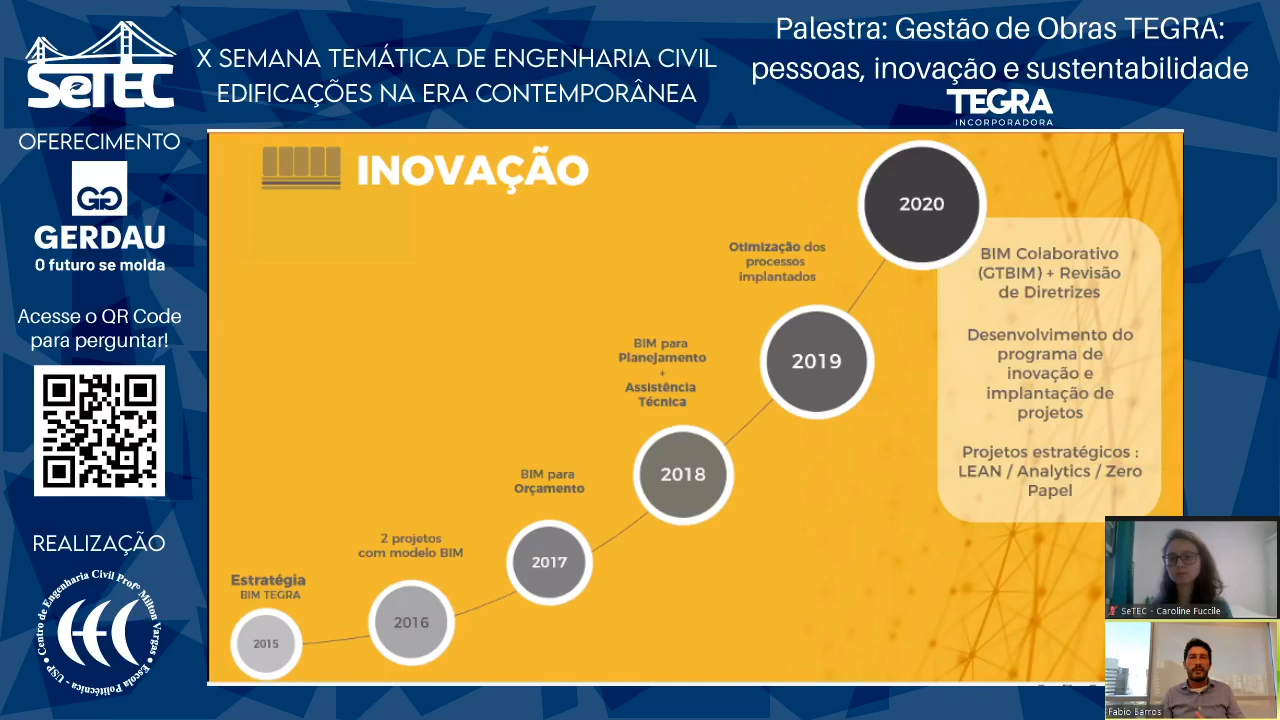 SeTEC
X SEMANA TEMÁTICA DE ENGENHARIA CIVIL
EDIFICAÇÕES NA ERA CONTEMPORÂNEA
Palestra: Gestão de Obras TEGRA:
pessoas, inovação e sustentabilidade
TEGRA
INCORPORADORA
OFERECIMENTO
GERDAU
O futuro se molda
Acesse o QR Code
para perguntar!
REALIZAÇÃO
Centro de Engenharia Civil Profº Milton Vargas
Escola Politécnica - USP
CEC
INOVAÇÃO
Estratégia
BIM TEGRA
2015
2 projetos
com modelo BIM
2016
BIM para
Orçamento
2017
BIM para
Planejamento
+
Assistência
Técnica
2018
Otimização dos
processos
implantados
2019
2020
BIM Colaborativo
(GTBIM) + Revisão
de Diretrizes
Desenvolvimento do
programa de
inovação e
implantação de
projetos
Projetos estratégicos :
LEAN / Analytics / Zero
Papel
SeTEC - Caroline Fuccile
Fabio Barros